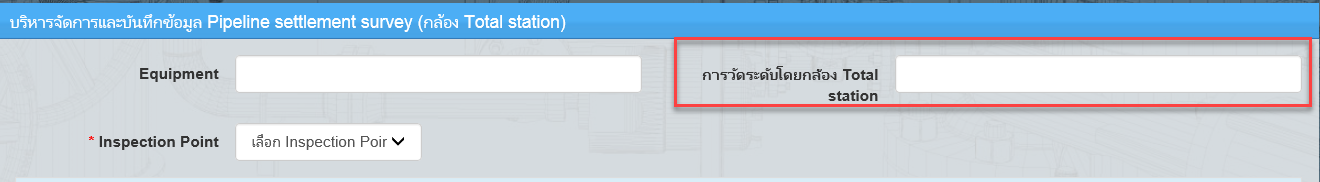 บริหารจัดการและบันทึกข้อมูล Pipeline settlement survey (กล้อง Total station)
Equipment
การวัดระดับโดยกล้อง Total
station
* Inspection Point
เลือก Inspection Poir